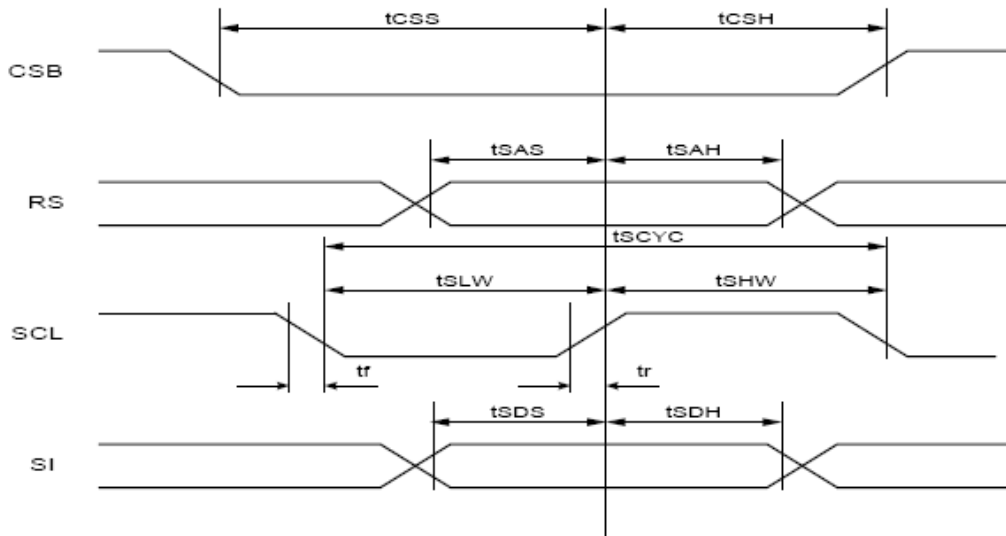 tCSS tCSH
CSB
tSAS tSAH
RS
tSCYC
tSLW tSHW
SCL
tf tr
tSDS tSDH
SI